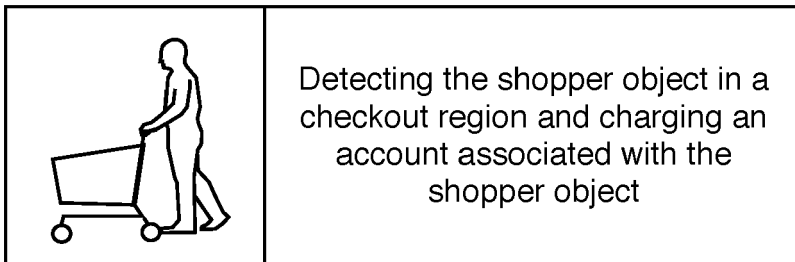 Detecting the shopper object in a
checkout region and charging an
account associated with the
shopper object